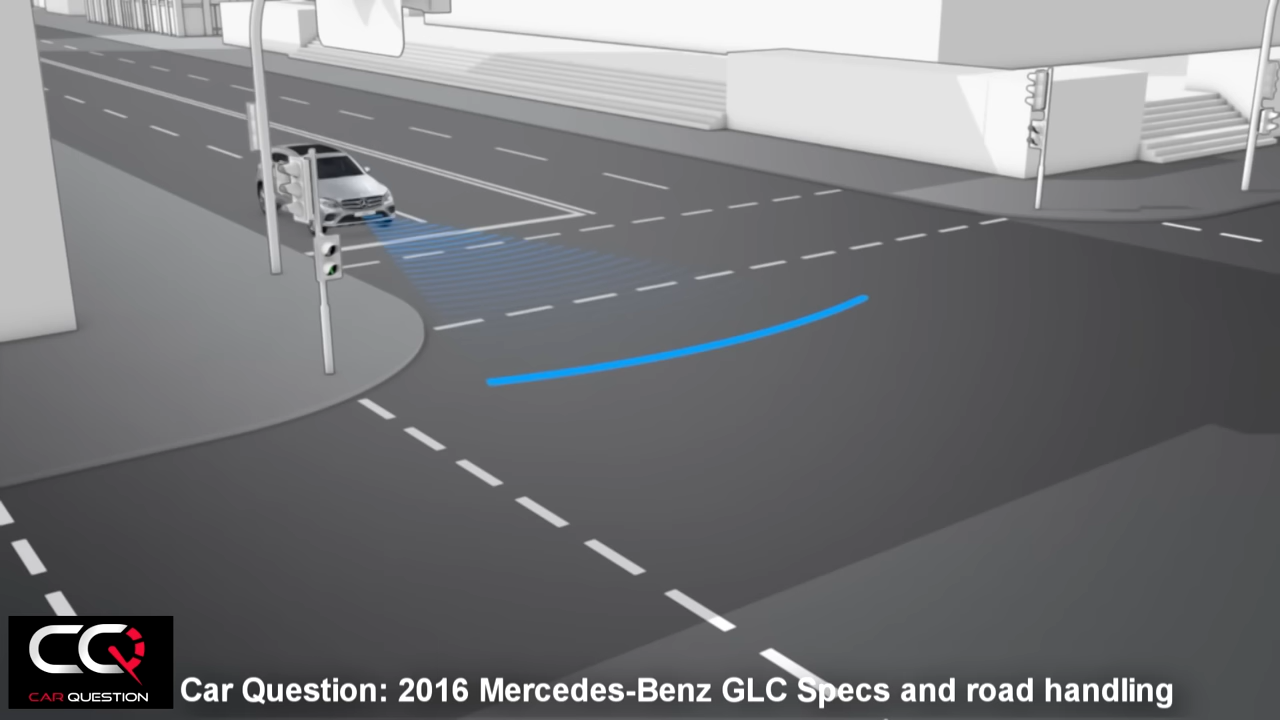 CQ
CAR QUESTION
Car Question: 2016 Mercedes-Benz GLC Specs and road handling